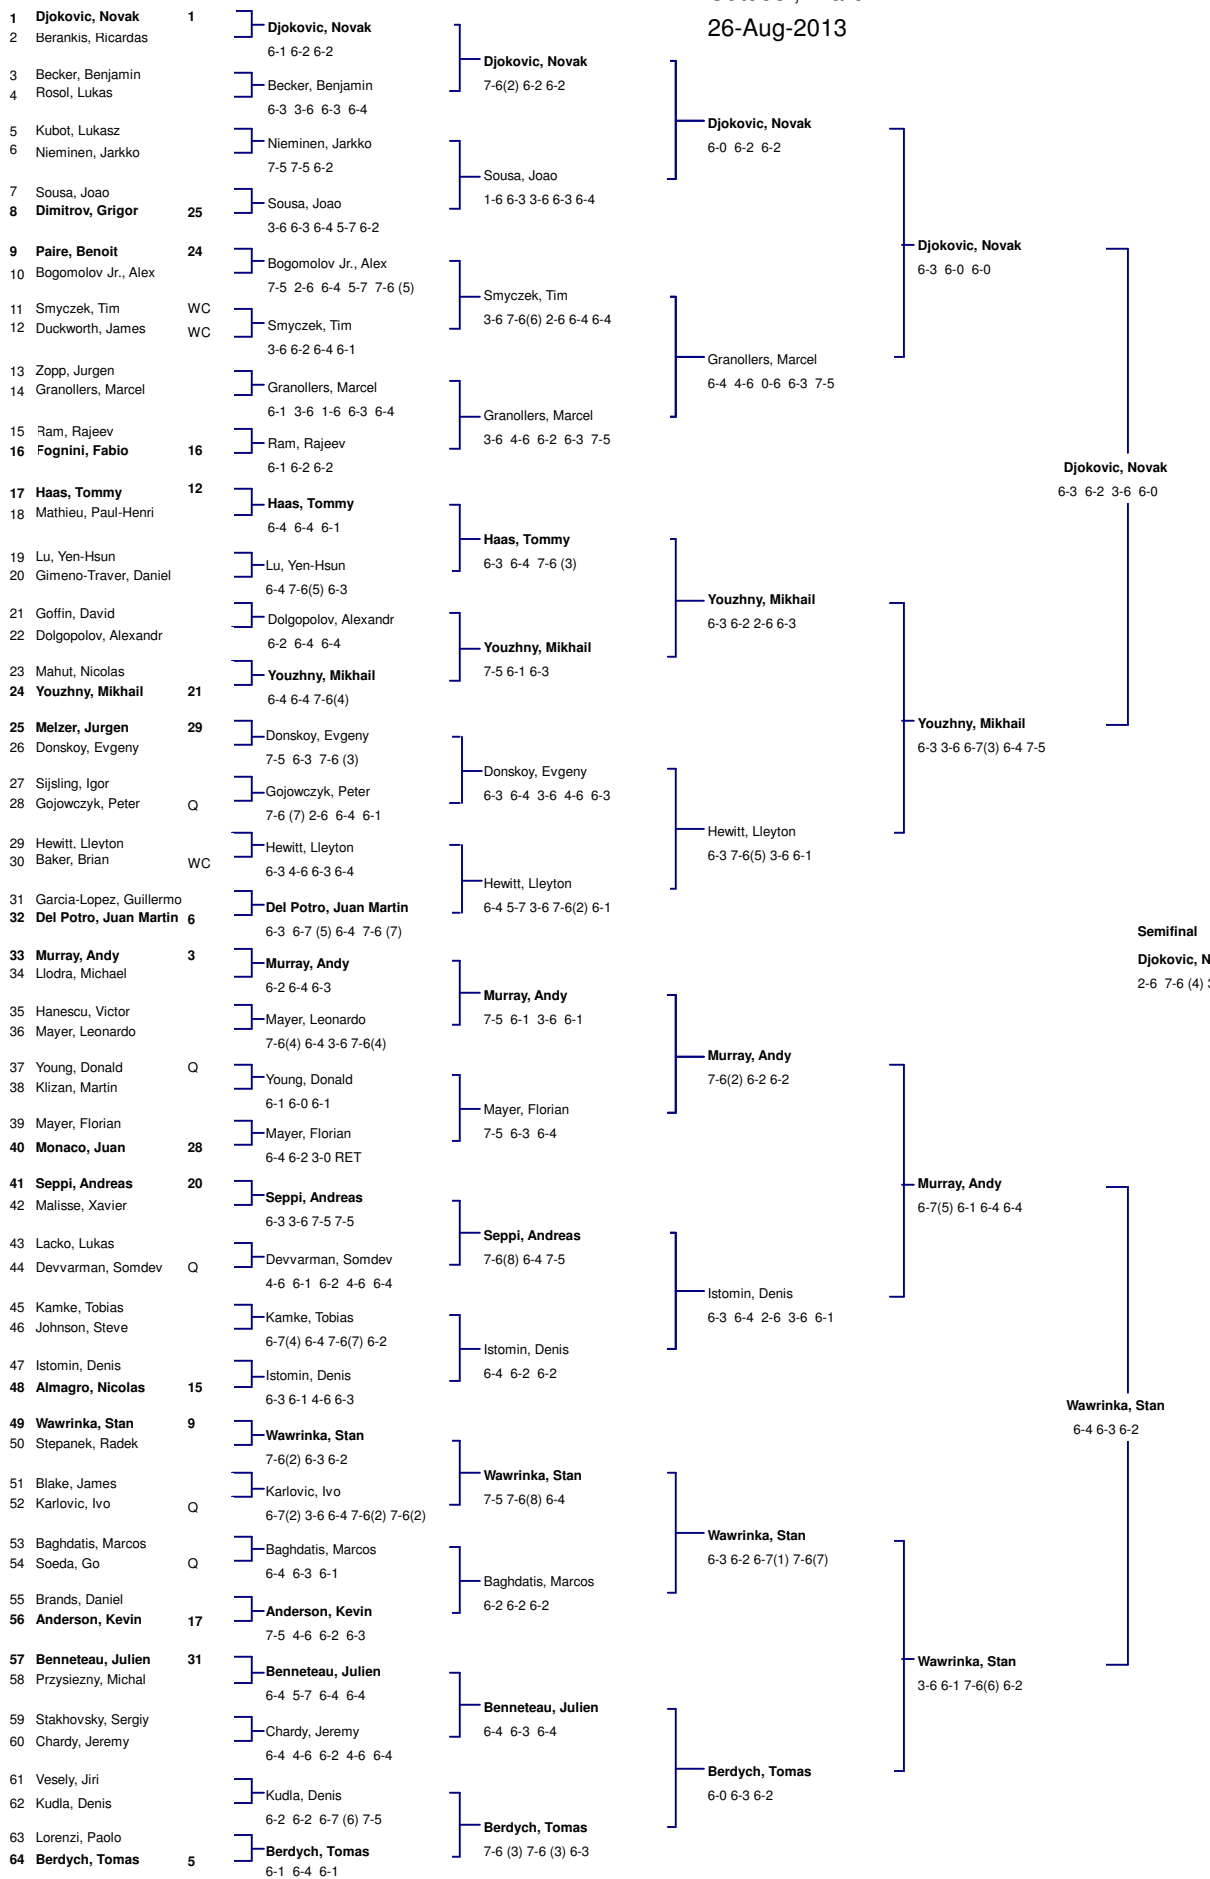 26-Aug-2013
1 Djokovic, Novak 1
2 Berankis, Ricardas
3 Becker, Benjamin
4 Rosol, Lukas
5 Kubot, Lukasz
6 Nieminen, Jarkko
7 Sousa, Joao
8 Dimitrov, Grigor 25
9 Paire, Benoit 24
10 Bogomolov Jr., Alex
11 Smyczek, Tim WC
12 Duckworth, James WC
13 Zopp, Jurgen
14 Granollers, Marcel
15 Ram, Rajeev
16 Fognini, Fabio 16
17 Haas, Tommy 12
18 Mathieu, Paul-Henri
19 Lu, Yen-Hsun
20 Gimeno-Traver, Daniel
21 Goffin, David
22 Dolgopolov, Alexandr
23 Mahut, Nicolas
24 Youzhny, Mikhail 21
25 Melzer, Jurgen 29
26 Donskoy, Evgeny
27 Sijsling, Igor
28 Gojowczyk, Peter Q
29 Hewitt, Lleyton
30 Baker, Brian WC
31 Garcia-Lopez, Guillermo
32 Del Potro, Juan Martin 6
33 Murray, Andy 3
34 Llodra, Michael
35 Hanescu, Victor
36 Mayer, Leonardo
37 Young, Donald Q
38 Klizan, Martin
39 Mayer, Florian
40 Monaco, Juan 28
41 Seppi, Andreas 20
42 Malisse, Xavier
43 Lacko, Lukas
44 Devvarman, Somdev Q
45 Kamke, Tobias
46 Johnson, Steve
47 Istomin, Denis
48 Almagro, Nicolas 15
49 Wawrinka, Stan 9
50 Stepanek, Radek
51 Blake, James
52 Karlovic, Ivo Q
53 Baghdatis, Marcos
54 Soeda, Go Q
55 Brands, Daniel
56 Anderson, Kevin 17
57 Benneteau, Julien 31
58 Przysiezny, Michal
59 Stakhovsky, Sergiy
60 Chardy, Jeremy
61 Vesely, Jiri
62 Kudla, Denis
63 Lorenzi, Paolo
64 Berdych, Tomas 5
Djokovic, Novak
6-1 6-2 6-2
Becker, Benjamin
6-3 3-6 6-3 6-4
Nieminen, Jarkko
7-5 7-5 6-2
Sousa, Joao
3-6 6-3 6-4 5-7 6-2
Bogomolov Jr., Alex
7-5 2-6 6-4 5-7 7-6 (5)
Smyczek, Tim
3-6 6-2 6-4 6-1
Granollers, Marcel
6-1 3-6 1-6 6-3 6-4
Ram, Rajeev
6-1 6-2 6-2
Haas, Tommy
6-4 6-4 6-1
Lu, Yen-Hsun
6-4 7-6(5) 6-3
Dolgopolov, Alexandr
6-2 6-4 6-4
Youzhny, Mikhail
6-4 6-4 7-6(4)
Donskoy, Evgeny
7-5 6-3 7-6 (3)
Gojowczyk, Peter
7-6 (7) 2-6 6-4 6-1
Hewitt, Lleyton
6-3 4-6 6-3 6-4
Del Potro, Juan Martin
6-3 6-7 (5) 6-4 7-6 (7)
Murray, Andy
6-2 6-4 6-3
Mayer, Leonardo
7-6(4) 6-4 3-6 7-6(4)
Young, Donald
6-1 6-0 6-1
Mayer, Florian
6-4 6-2 3-0 RET
Seppi, Andreas
6-3 3-6 7-5 7-5
Devvarman, Somdev
4-6 6-1 6-2 4-6 6-4
Kamke, Tobias
6-7(4) 6-4 7-6(7) 6-2
Istomin, Denis
6-3 6-1 4-6 6-3
Wawrinka, Stan
7-6(2) 6-3 6-2
Karlovic, Ivo
6-7(2) 3-6 6-4 7-6(2) 7-6(2)
Baghdatis, Marcos
6-4 6-3 6-1
Anderson, Kevin
7-5 4-6 6-2 6-3
Benneteau, Julien
6-4 5-7 6-4 6-4
Chardy, Jeremy
6-4 4-6 6-2 4-6 6-4
Kudla, Denis
6-2 6-2 6-7 (6) 7-5
Berdych, Tomas
6-1 6-4 6-1
Djokovic, Novak
7-6(2) 6-2 6-2
Sousa, Joao
1-6 6-3 3-6 6-3 6-4
Smyczek, Tim
3-6 7-6(6) 2-6 6-4 6-4
Granollers, Marcel
3-6 4-6 6-2 6-3 7-5
Haas, Tommy
6-3 6-4 7-6 (3)
Youzhny, Mikhail
7-5 6-1 6-3
Donskoy, Evgeny
6-3 6-4 3-6 4-6 6-3
Hewitt, Lleyton
6-4 5-7 3-6 7-6(2) 6-1
Murray, Andy
7-5 6-1 3-6 6-1
Mayer, Florian
7-5 6-3 6-4
Seppi, Andreas
7-6(8) 6-4 7-5
Istomin, Denis
6-4 6-2 6-2
Wawrinka, Stan
7-5 7-6(8) 6-4
Baghdatis, Marcos
6-2 6-2 6-2
Benneteau, Julien
6-4 6-3 6-4
Berdych, Tomas
7-6 (3) 7-6 (3) 6-3
Djokovic, Novak
6-0 6-2 6-2
Granollers, Marcel
6-4 4-6 0-6 6-3 7-5
Youzhny, Mikhail
6-3 6-2 2-6 6-3
Hewitt, Lleyton
6-3 7-6(5) 3-6 6-1
Murray, Andy
7-6(2) 6-2 6-2
Istomin, Denis
6-3 6-4 2-6 3-6 6-1
Wawrinka, Stan
6-3 6-2 6-7(1) 7-6(7)
Berdych, Tomas
6-0 6-3 6-2
Djokovic, Novak
6-3 6-0 6-0
Youzhny, Mikhail
6-3 3-6 6-7(3) 6-4 7-5
Murray, Andy
6-7(5) 6-1 6-4 6-4
Wawrinka, Stan
3-6 6-1 7-6(6) 6-2
Djokovic, Novak
6-3 6-2 3-6 6-0
Wawrinka, Stan
6-4 6-3 6-2
Semifinal
Djokovic, N
2-6 7-6 (4)